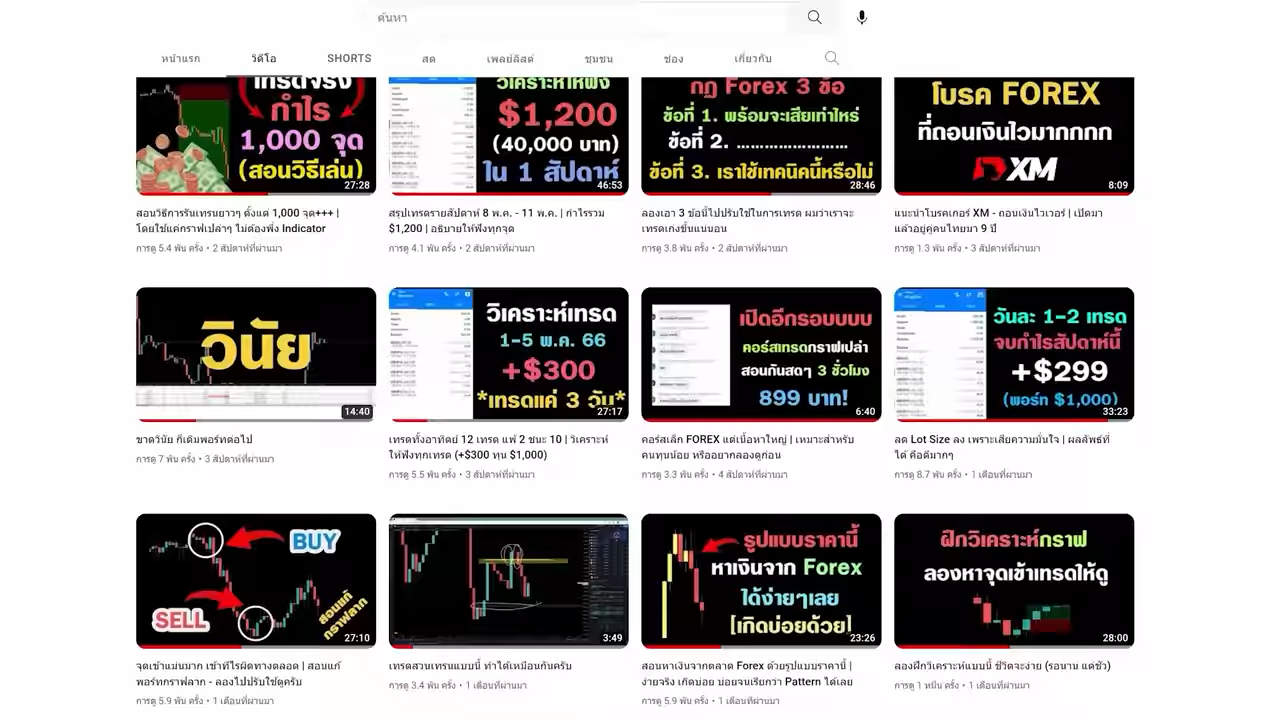 ค้นหา
หน้าแรก
วิดีโอ
SHORTS
สด
เพลย์ลิสต์
ชุมชน
ช่อง
เกี่ยวกับ
เทรดจริง
กำไร
1,000 จุด
(สอนวิธีเล่น)
27:28
วิเคราะห์ให้ฟัง
$1,200
(40,000 บาท)
ใน 1 สัปดาห์
46:53
กฎ Forex 3 ข้อ
ข้อที่ 1. พร้อมจะเสียเท่าไหร่
ข้อที่ 2. ......................
ข้อที่ 3. เราใช้เทคนิคนี้หรือไม่
28:46
โบรค FOREX
ที่ถอนเงินไวมากกกก
XM
8:09
สอนวิธีการรันเทรนยาวๆ ตั้งแต่ 1,000 จุด+++ |
โดยใช้แค่กราฟเปล่าๆ ไม่ต้องพึ่ง Indicator
การดู 5.4 พัน ครั้ง • 2 สัปดาห์ที่ผ่านมา
สรุปเทรดรายสัปดาห์ 8 พ.ค. - 11 พ.ค. | กำไรรวม
$1,200 | อธิบายให้ฟังทุกจุด
การดู 4.1 พัน ครั้ง • 2 สัปดาห์ที่ผ่านมา
ลองเอา 3 ข้อนี้ไปปรับใช้ในการเทรด ผมว่าเราจะ
เทรดเก่งขึ้นแน่นอน
การดู 3.8 พัน ครั้ง • 2 สัปดาห์ที่ผ่านมา
แนะนำโบรคเกอร์ XM - ถอนเงินไวเวอร์ | เปิดมา
แล้วอยู่คู่คนไทยมา 9 ปี
การดู 1.3 พัน ครั้ง • 3 สัปดาห์ที่ผ่านมา
วินัย
14:40
วิเคราะห์เทรด
1-5 พ.ค. 66
+$300
*เทรดแค่ 3 วัน*
27:17
เปิดอีกรอบบบบ
คอร์สเทรดกราฟเปล่า
สอนกันสดๆ 3 ชั่วโมง
899 บาท!
6:40
วันละ 1-2 เทรด
จบกำไรสัปดาห์นี้
+$299
(พอร์ท $1,000)
33:23
ขาดวินัย ก็เติมพอร์ทต่อไป
การดู 7 พัน ครั้ง • 3 สัปดาห์ที่ผ่านมา
เทรดทั้งอาทิตย์ 12 เทรด แพ้ 2 ชนะ 10 | วิเคราะห์
ให้ฟังทุกเทรด (+$300 ทุน $1,000)
การดู 5.5 พัน ครั้ง • 3 สัปดาห์ที่ผ่านมา
คอร์สเล็ก FOREX แต่เนื้อหาใหญ่ | เหมาะสำหรับ
คนทุนน้อย หรืออยากลองดูก่อน
การดู 3.3 พัน ครั้ง • 4 สัปดาห์ที่ผ่านมา
ลด Lot Size ลง เพราะเสียความมั่นใจ | ผลลัพธ์ที่
ได้ คือดีมากๆ
การดู 8.7 พัน ครั้ง • 1 เดือนที่ผ่านมา
BUY
SELL
สอนแก้
กราฟลาก
27:10
3:49
รูปแบบราคานี้
หาเงินจาก Forex
ได้ง่ายๆเลย
[เกิดบ่อยด้วย]
23:26
ฝึกวิเคราะห์กราฟ
ลองหาจุดเข้าเทรดให้ดู
28:00
จุดเข้าแม่นมาก เข้าทีไรผิดทางตลอด | สอนแก้
พอร์ทกราฟลาก - ลองไปปรับใช้ดูครับ
การดู 5.9 พัน ครั้ง • 1 เดือนที่ผ่านมา
เทรดสวนเทรนแบบนี้ ทำได้เหมือนกันครับ
การดู 3.4 พัน ครั้ง • 1 เดือนที่ผ่านมา
สอนหาเงินจากตลาด Forex ด้วยรูปแบบราคานี้ |
ง่ายจริง เกิดบ่อย บ่อยจนเรียกว่า Pattern ได้เลย
การดู 5.9 พัน ครั้ง • 1 เดือนที่ผ่านมา
ลองฝึกวิเคราะห์แบบนี้ ชีวิตจะง่าย (รอนาน แต่ชัว)
การดู 1 หมื่น ครั้ง • 1 เดือนที่ผ่านมา